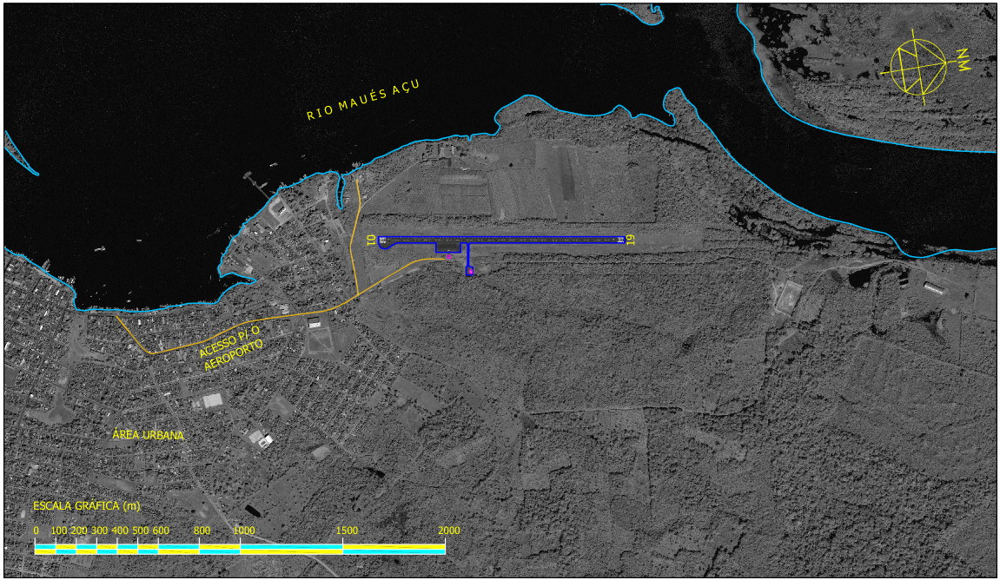 NM
RIO MAUÉS AÇU
01
19
ACESSO P/ O
AEROPORTO
ÁREA URBANA
ESCALA GRÁFICA (m)
0 100 200 300 400 500 600 800 1000 1500 2000